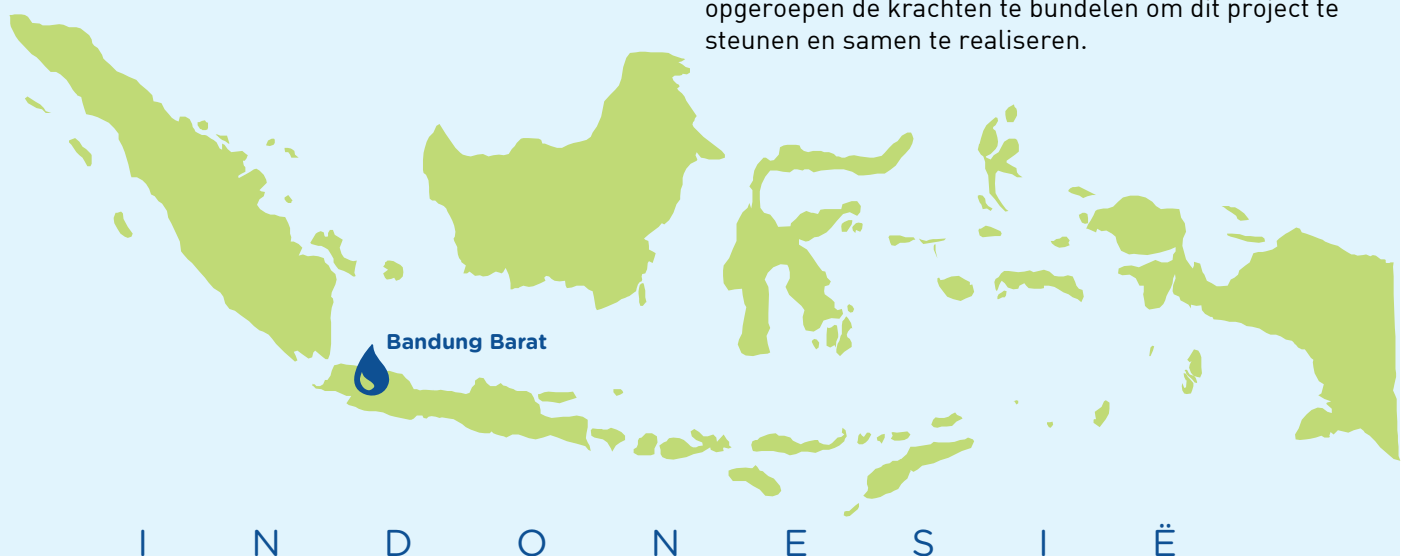 opgeroepen de krachten te bundelen om dit project te
steunen en samen te realiseren.
Bandung Barat
I N D O N E S I Ë